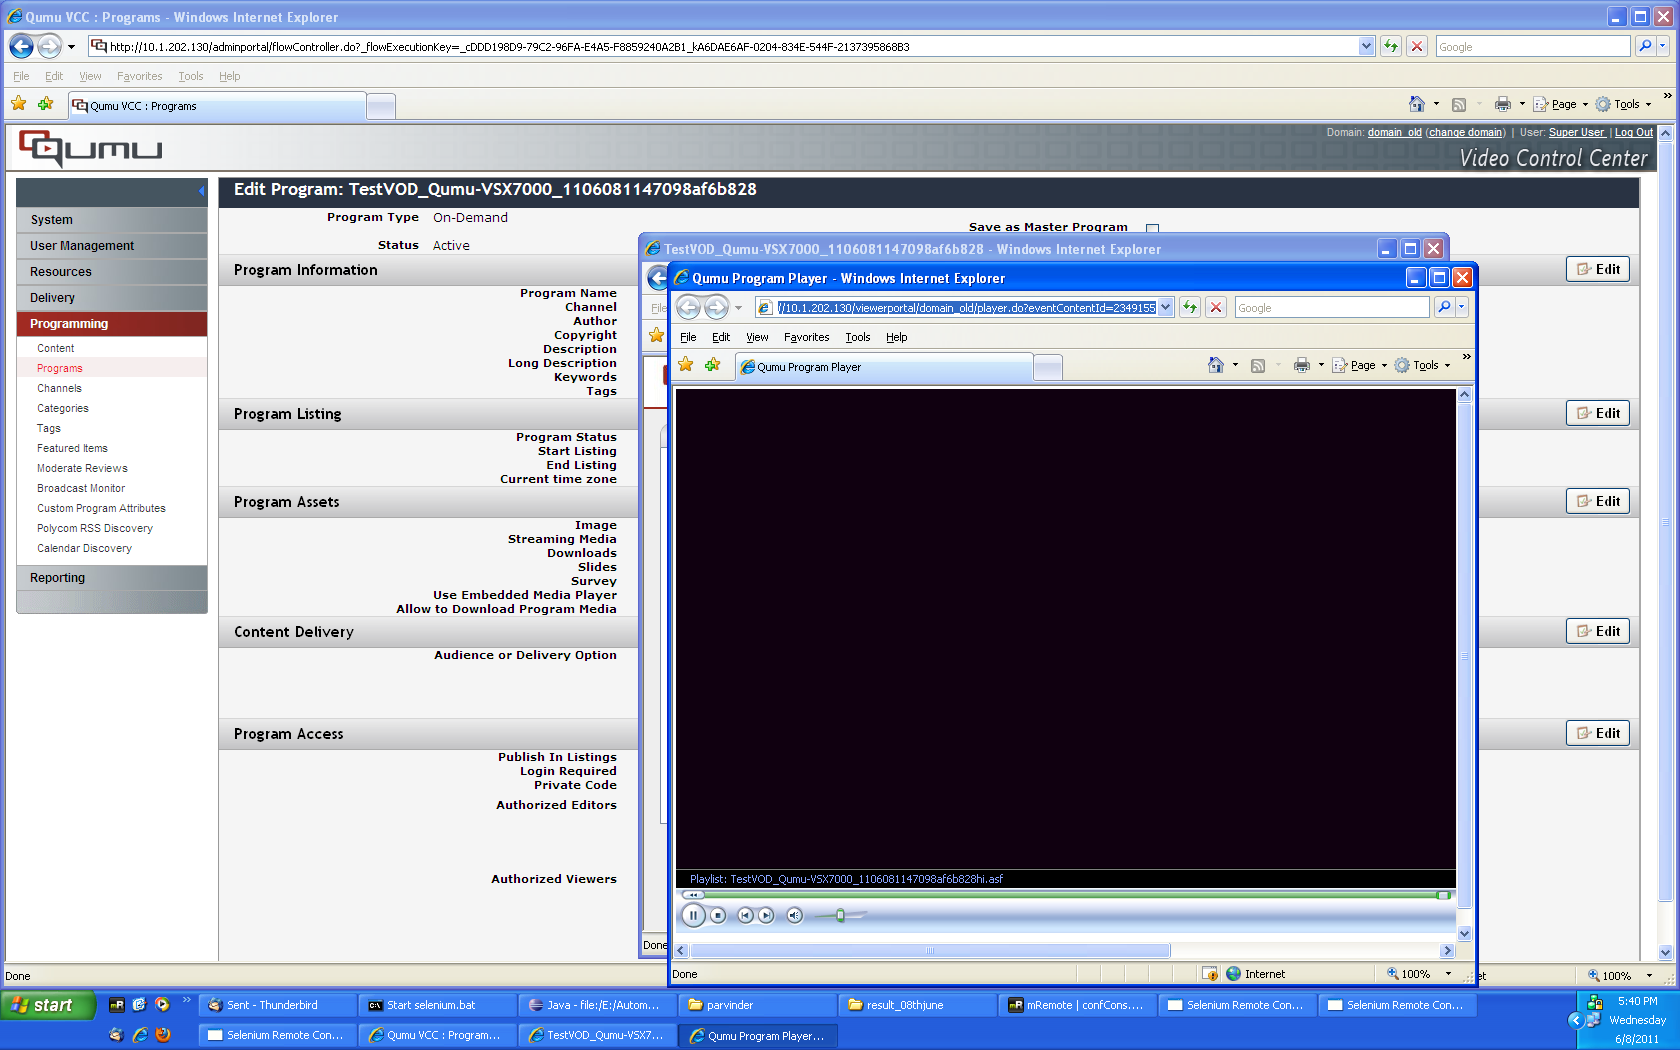 Qumu VCC : Programs - Windows Internet Explorer
http://10.1.202.130/adminportal/flowController.do?_flowExecutionKey=_cDDD198D9-79C2-96FA-E4A5-F8859240A2B1_kA6DAE6AF-0204-834E-544F-2137395868B3
Google
File Edit View Favorites Tools Help
Qumu VCC : Programs
Page Tools
QUMU
Domain: domain_old (change domain) | User: Super User | Log Out
Video Control Center
System
User Management
Resources
Delivery
Programming
Content
Programs
Channels
Categories
Tags
Featured Items
Moderate Reviews
Broadcast Monitor
Custom Program Attributes
Polycom RSS Discovery
Calendar Discovery
Reporting
Edit Program: TestVOD_Qumu-VSX7000_1106081147098af6b828
Program Type On-Demand
Save as Master Program
Status Active
Program Information
Edit
Program Name
Channel
Author
Copyright
Description
Long Description
Keywords
Tags
Program Listing
Edit
Program Status
Start Listing
End Listing
Current time zone
Program Assets
Edit
Image
Streaming Media
Downloads
Slides
Survey
Use Embedded Media Player
Allow to Download Program Media
Content Delivery
Edit
Audience or Delivery Option
Program Access
Edit
Publish In Listings
Login Required
Private Code
Authorized Editors
Authorized Viewers
TestVOD_Qumu-VSX7000_1106081147098af6b828 - Windows Internet Explorer
File
Done
Qumu Program Player - Windows Internet Explorer
//10.1.202.130/viewerportal/domain_old/player.do?eventContentId=2349155
Google
File Edit View Favorites Tools Help
Qumu Program Player
Page Tools
Playlist: TestVOD_Qumu-VSX7000_1106081147098af6b828hi.asf
Done
Internet
100%
Done
et
100%
start
Sent - Thunderbird
Start selenium.bat
Java - file:/E:/Autom...
parvinder
result_08thjune
mRemote | confCons....
Selenium Remote Con...
Selenium Remote Con...
Selenium Remote Con...
Qumu VCC : Program...
TestVOD_Qumu-VSX7...
Qumu Program Player...
5:40 PM
Wednesday
6/8/2011